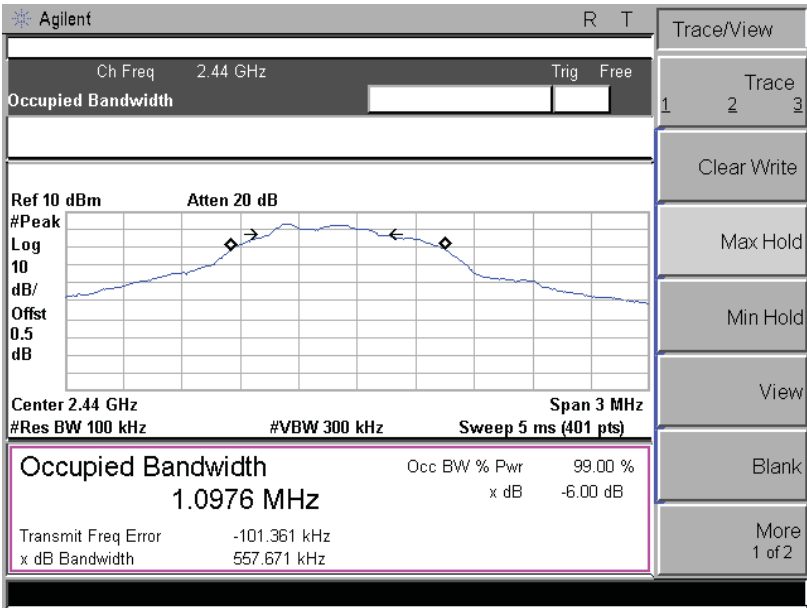 Agilent R T
Trace/View
Ch Freq 2.44 GHz Trig Free
Occupied Bandwidth
Trace
1 2 3
Clear Write
Ref 10 dBm Atten 20 dB
#Peak
Log
10
dB/
Offst
0.5
dB
Max Hold
Min Hold
View
Center 2.44 GHz Span 3 MHz
#Res BW 100 kHz #VBW 300 kHz Sweep 5 ms (401 pts)
Occupied Bandwidth Occ BW % Pwr 99.00 %
1.0976 MHz x dB -6.00 dB
Transmit Freq Error -101.361 kHz
x dB Bandwidth 557.671 kHz
Blank
More
1 of 2